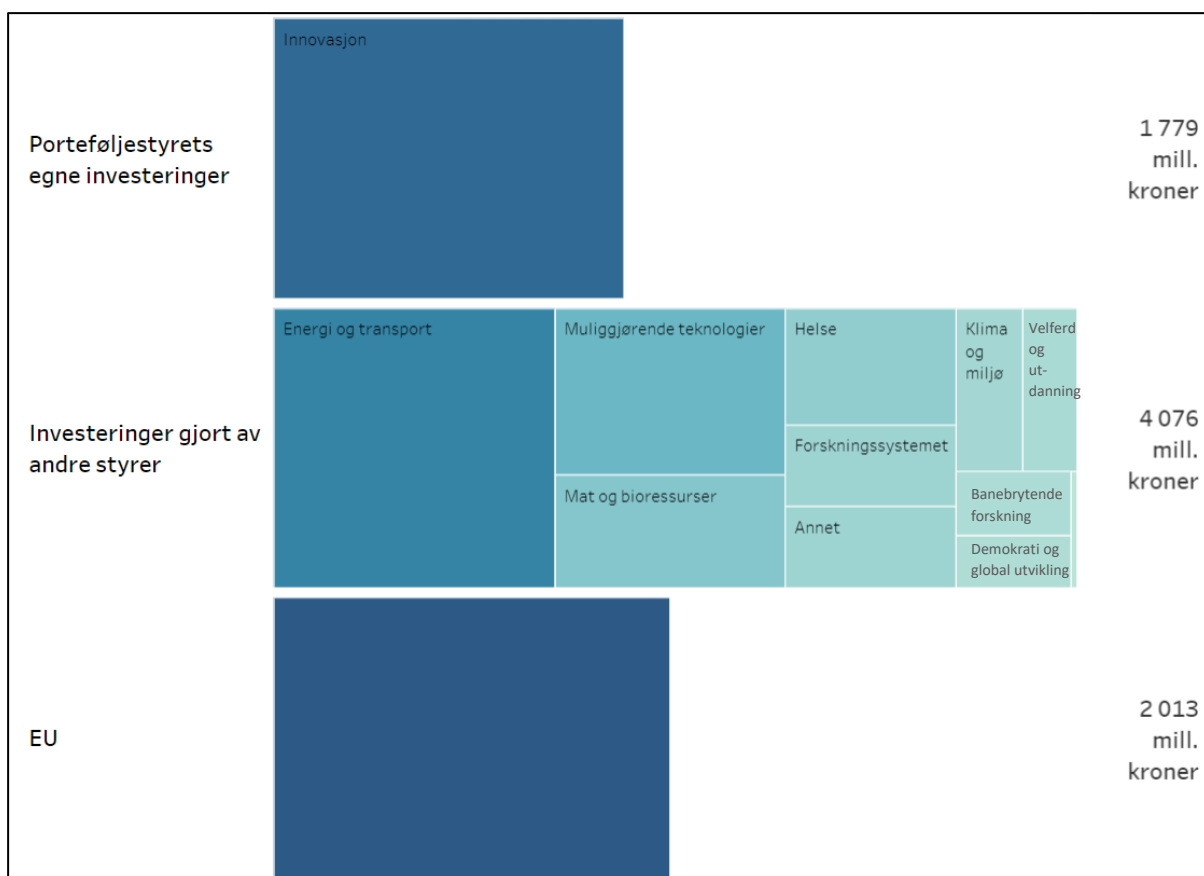 Innovasjon
Porteføljestyrets
egne investeringer
1 779
mill.
kroner
Investeringer gjort av
andre styrer
Energi og transport
Muliggjørende teknologier
Mat og bioressurser
Helse
Forskningssystemet
Annet
Klima
og
miljø
Velferd
og
ut-
danning
Banebrytende
forskning
Demokrati og
global utvikling
4 076
mill.
kroner
EU
2 013
mill.
kroner